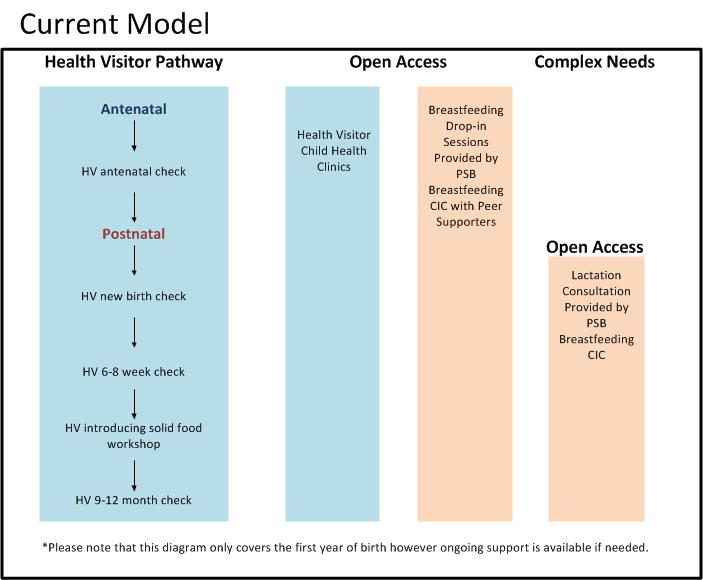 Current Model
Health Visitor Pathway
Open Access
Complex Needs
Antenatal
HV antenatal check
Postnatal
HV new birth check
HV 6-8 week check
HV introducing solid food
workshop
HV 9-12 month check
Health Visitor
Child Health
Clinics
Breastfeeding
Drop-in
Sessions
Provided by
PSB
Breastfeeding
CIC with Peer
Supporters
Open Access
Lactation
Consultation
Provided by
PSB
Breastfeeding
CIC
*Please note that this diagram only covers the first year of birth however ongoing support is available if needed.